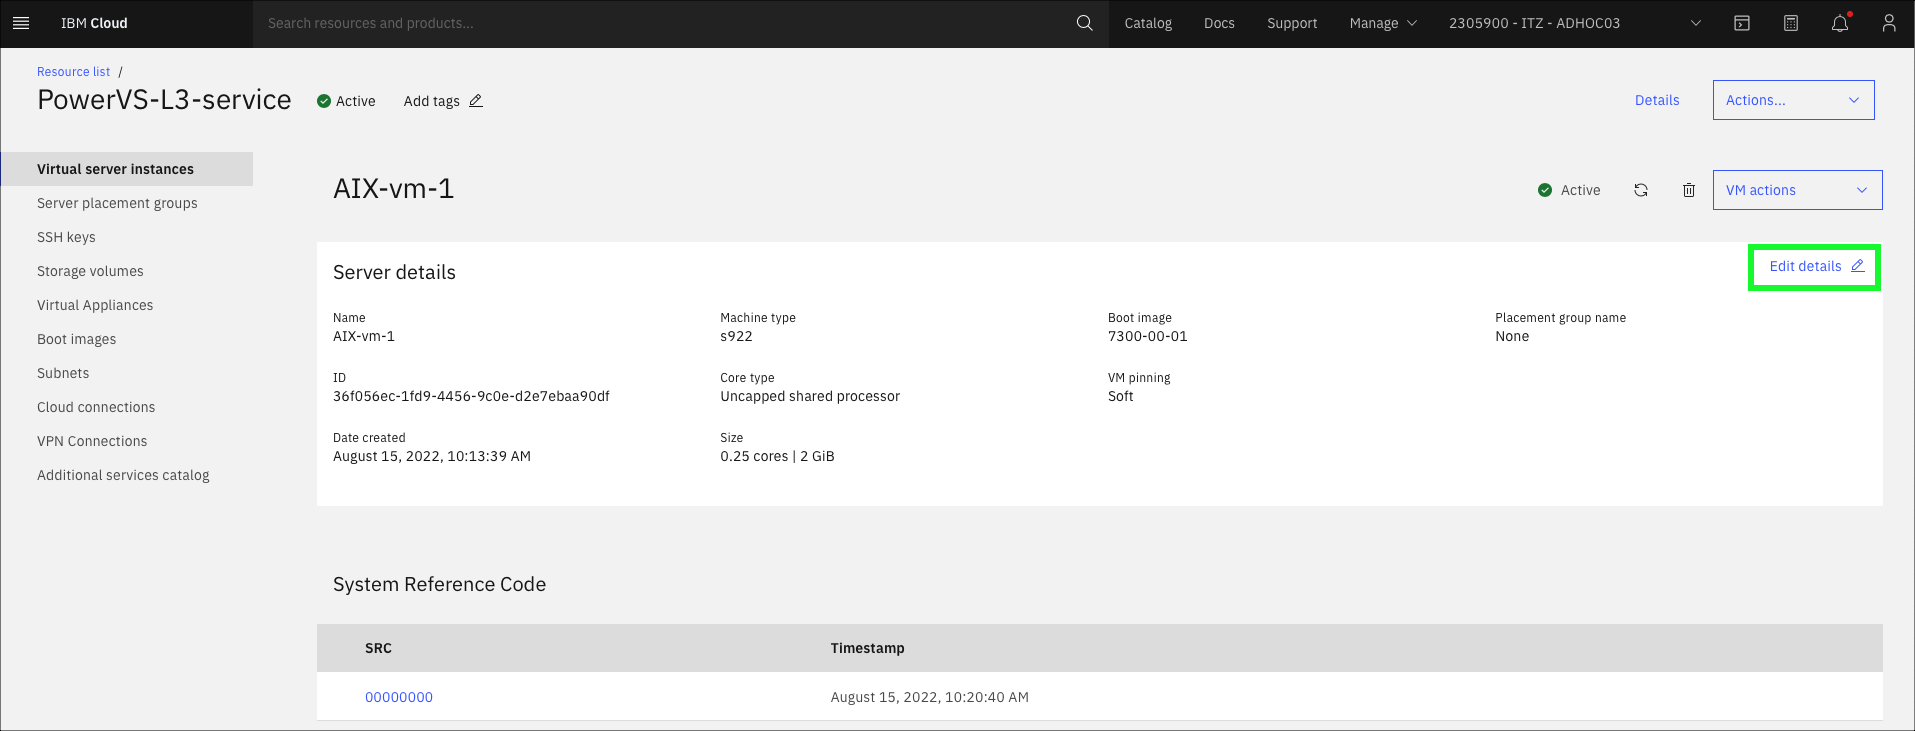 IBM Cloud
Search resources and products...
Catalog
Docs
Support
Manage
2305900 - ITZ - ADHOC03
Resource list /
PowerVS-L3-service
Active
Add tags
Details
Actions...
Virtual server instances
Server placement groups
SSH keys
Storage volumes
Virtual Appliances
Boot images
Subnets
Cloud connections
VPN Connections
Additional services catalog
AIX-vm-1
Active
VM actions
Server details
Edit details
Name
AIX-vm-1
Machine type
s922
Boot image
7300-00-01
Placement group name
None
ID
36f056ec-1fd9-4456-9c0e-d2e7ebaa90df
Core type
Uncapped shared processor
VM pinning
Soft
Date created
August 15, 2022, 10:13:39 AM
Size
0.25 cores | 2 GiB
System Reference Code
SRC
Timestamp
00000000
August 15, 2022, 10:20:40 AM